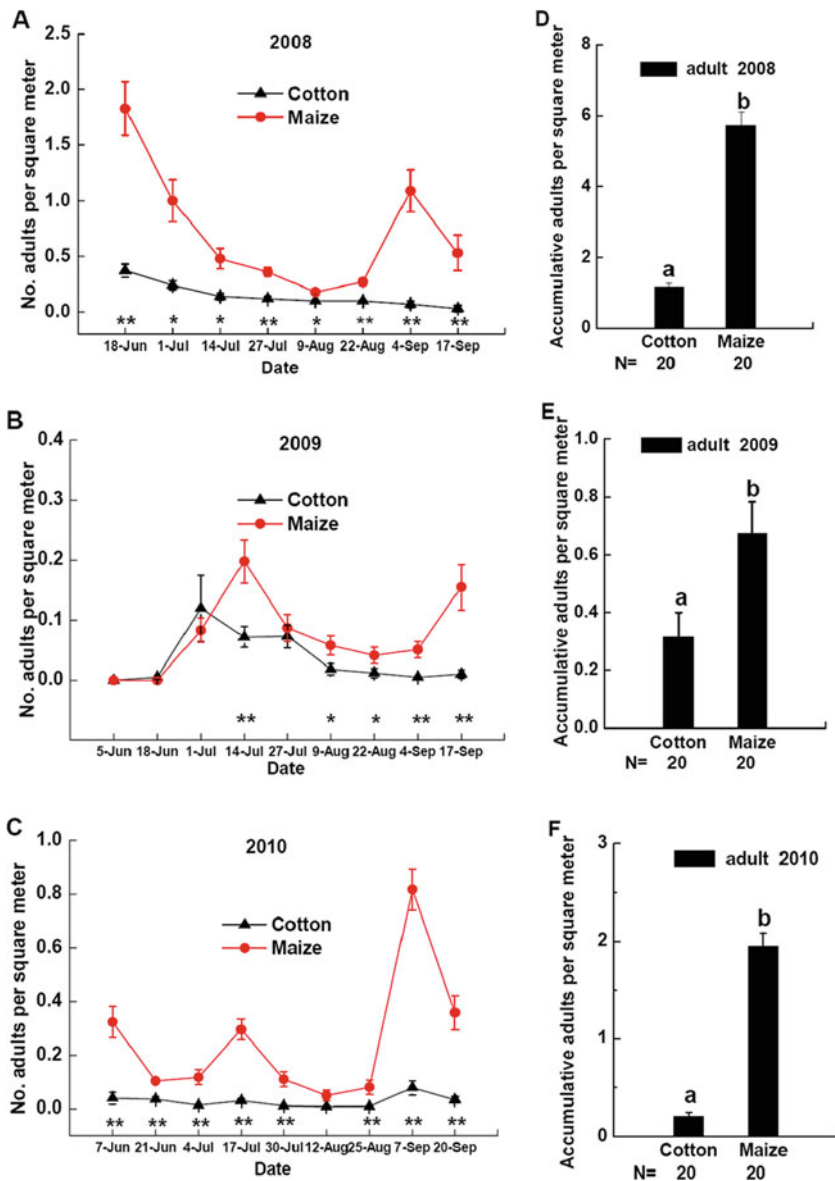 A
2008
2.5
2.0
1.5
1.0
0.5
0.0
No. adults per square meter
Cotton
Maize
** * * ** * ** ** **
18-Jun 1-Jul 14-Jul 27-Jul 9-Aug 22-Aug 4-Sep 17-Sep
Date
D
8
6
4
2
0
Accumulative adults per square meter
adult 2008
a
b
Cotton Maize
N= 20 20
B
2009
0.4
0.3
0.2
0.1
0.0
No. adults per square meter
Cotton
Maize
** * * ** **
5-Jun 18-Jun 1-Jul 14-Jul 27-Jul 9-Aug 22-Aug 4-Sep 17-Sep
Date
E
1.0
0.8
0.6
0.4
0.2
0.0
Accumulative adults per square meter
adult 2009
a
b
Cotton Maize
N= 20 20
C
2010
1.0
0.8
0.6
0.4
0.2
0.0
No. adults per square meter
Cotton
Maize
** ** ** ** ** ** ** **
7-Jun 21-Jun 4-Jul 17-Jul 30-Jul 12-Aug 25-Aug 7-Sep 20-Sep
Date
F
3
2
1
0
Accumulative adults per square meter
adult 2010
a
b
Cotton Maize
N= 20 20